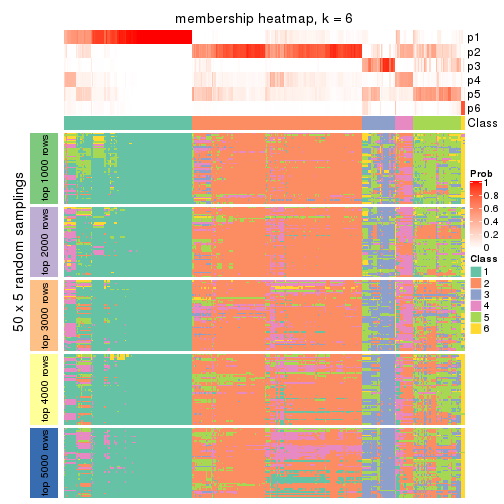 membership heatmap, k = 6
p1
p2
p3
p4
p5
p6
Class
50 x 5 random samplings
top 1000 rows
top 2000 rows
top 3000 rows
top 4000 rows
top 5000 rows
Prob
1
0.8
0.6
0.4
0.2
0
Class
1
2
3
4
5
6